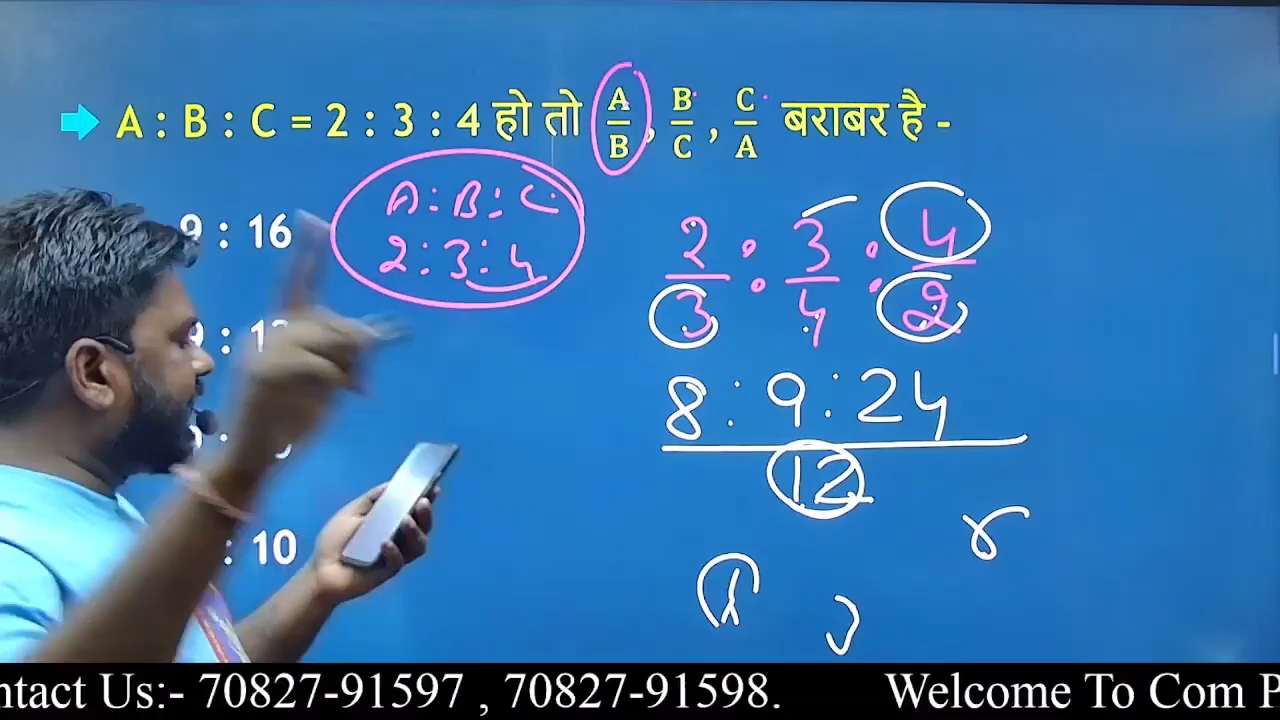 A : B : C = 2 : 3 : 4 हो तो A/B, B/C, C/A बराबर है -
9 : 16
A : B : C
2 : 3 : 4
2/3 : 3/4 : 4/2
9 :
: 10
8 : 9 : 24
12
ntact Us:- 70827-91597 , 70827-91598. Welcome To Com P